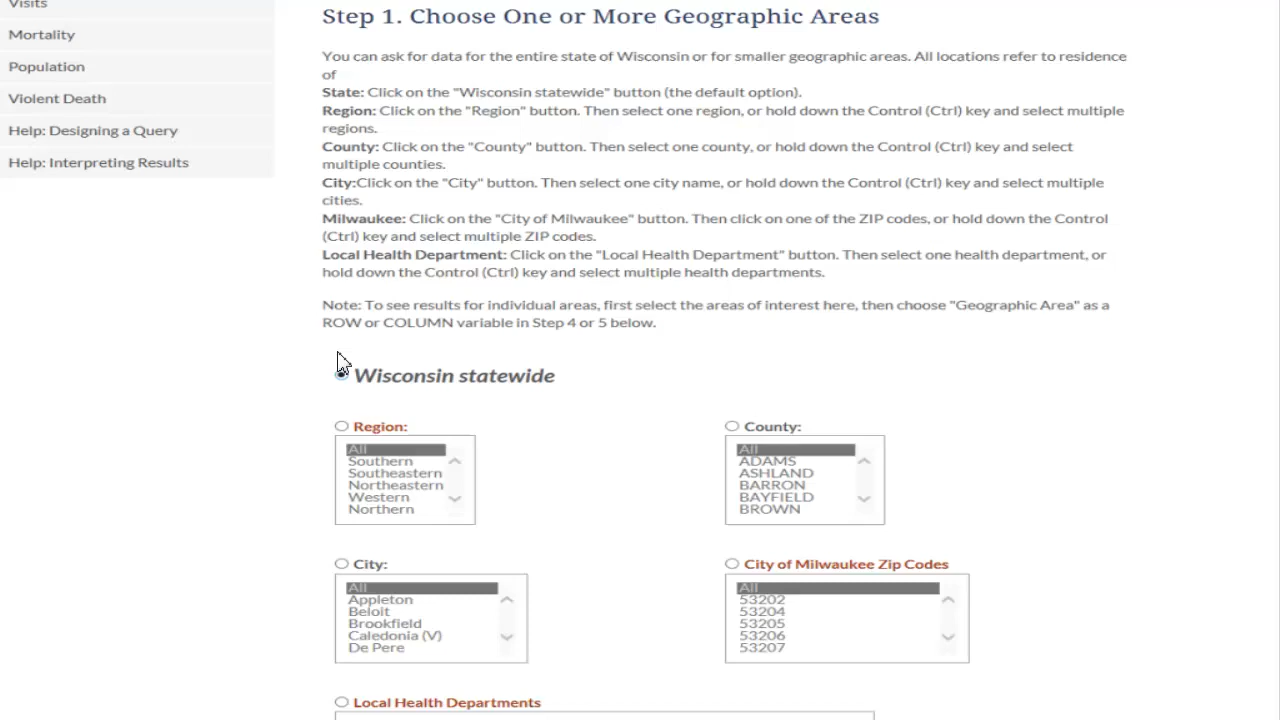 Visits
Mortality
Population
Violent Death
Help: Designing a Query
Help: Interpreting Results
Step 1. Choose One or More Geographic Areas
You can ask for data for the entire state of Wisconsin or for smaller geographic areas. All locations refer to residence
of
State: Click on the "Wisconsin statewide" button (the default option).
Region: Click on the "Region" button. Then select one region, or hold down the Control (Ctrl) key and select multiple
regions.
County: Click on the "County" button. Then select one county, or hold down the Control (Ctrl) key and select
multiple counties.
City:Click on the "City" button. Then select one city name, or hold down the Control (Ctrl) key and select multiple
cities.
Milwaukee: Click on the "City of Milwaukee" button. Then click on one of the ZIP codes, or hold down the Control
(Ctrl) key and select multiple ZIP codes.
Local Health Department: Click on the "Local Health Department" button. Then select one health department, or
hold down the Control (Ctrl) key and select multiple health departments.
Note: To see results for individual areas, first select the areas of interest here, then choose "Geographic Area" as a
ROW or COLUMN variable in Step 4 or 5 below.
Wisconsin statewide
Region:
All
Southern
Southeastern
Northeastern
Western
Northern
County:
All
ADAMS
ASHLAND
BARRON
BAYFIELD
BROWN
City:
All
Appleton
Beloit
Brookfield
Caledonia (V)
De Pere
City of Milwaukee Zip Codes
All
53202
53204
53205
53206
53207
Local Health Departments